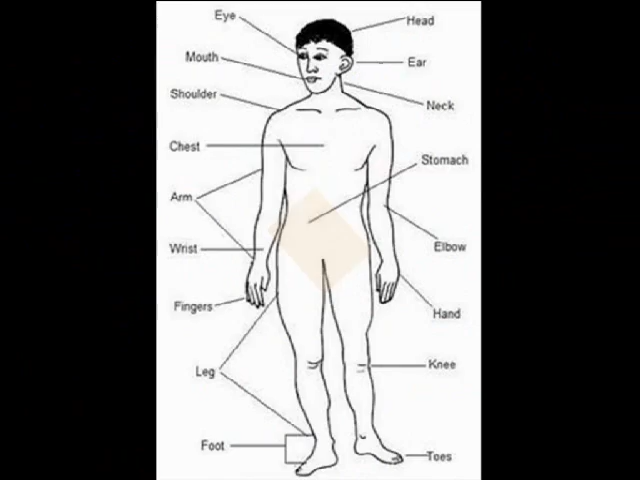 Eye
Head
Mouth
Ear
Shoulder
Neck
Chest
Stomach
Arm
Wrist
Elbow
Fingers
Hand
Leg
Knee
Foot
Toes